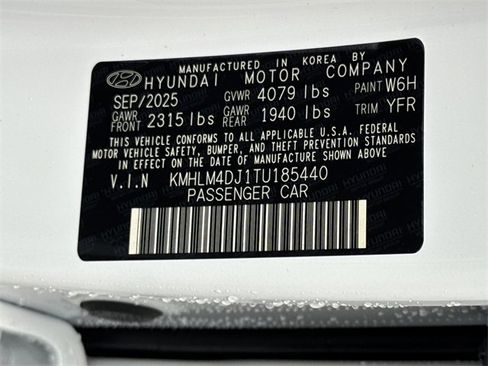 MANUFACTURED IN KOREA BY
HYUNDAI MOTOR COMPANY
SEP/2025 GVWR 4079 lbs PAINT W6H
GAWR FRONT 2315 lbs GAWR REAR 1940 lbs TRIM YFR
THIS VEHICLE CONFORMS TO ALL APPLICABLE U.S.A. FEDERAL
MOTOR VEHICLE SAFETY, BUMPER, AND THEFT PREVENTION STANDARDS
IN EFFECT ON THE DATE OF MANUFACTURE SHOWN ABOVE.
V.I.N KMHLM4DJ1TU185440
PASSENGER CAR